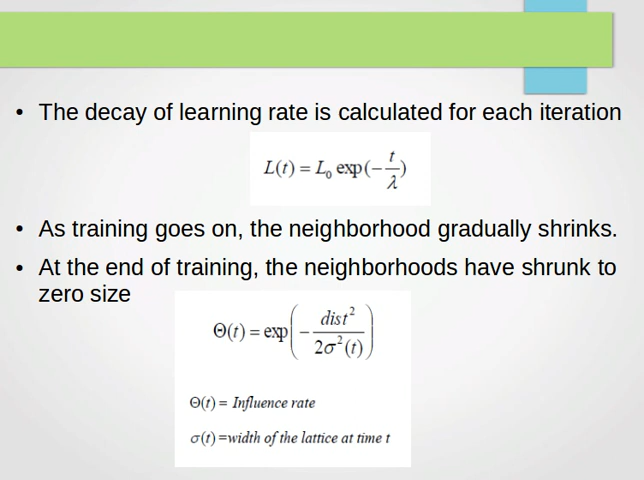 • The decay of learning rate is calculated for each iteration
L(t) = L₀ exp(−t/λ)
• As training goes on, the neighborhood gradually shrinks.
• At the end of training, the neighborhoods have shrunk to
zero size
Θ(t) = exp(−dist²/2σ²(t))
Θ(t) = Influence rate
σ(t) =width of the lattice at time t